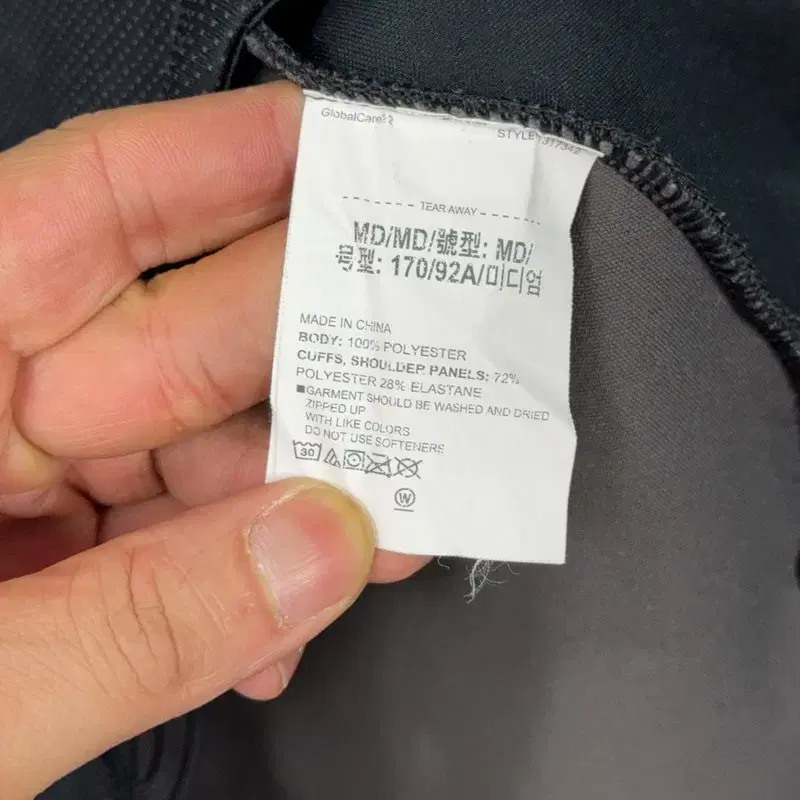 GlobalCare22
STYLE:317342
TEAR AWAY
MD/MD/號型: MD/
号型: 170/92A/미디엄
MADE IN CHINA
BODY: 100% POLYESTER
CUFFS, SHOULDER PANELS: 72%
POLYESTER 28% ELASTANE
■GARMENT SHOULD BE WASHED AND DRIED
ZIPPED UP
WITH LIKE COLORS
DO NOT USE SOFTENERS
30
W